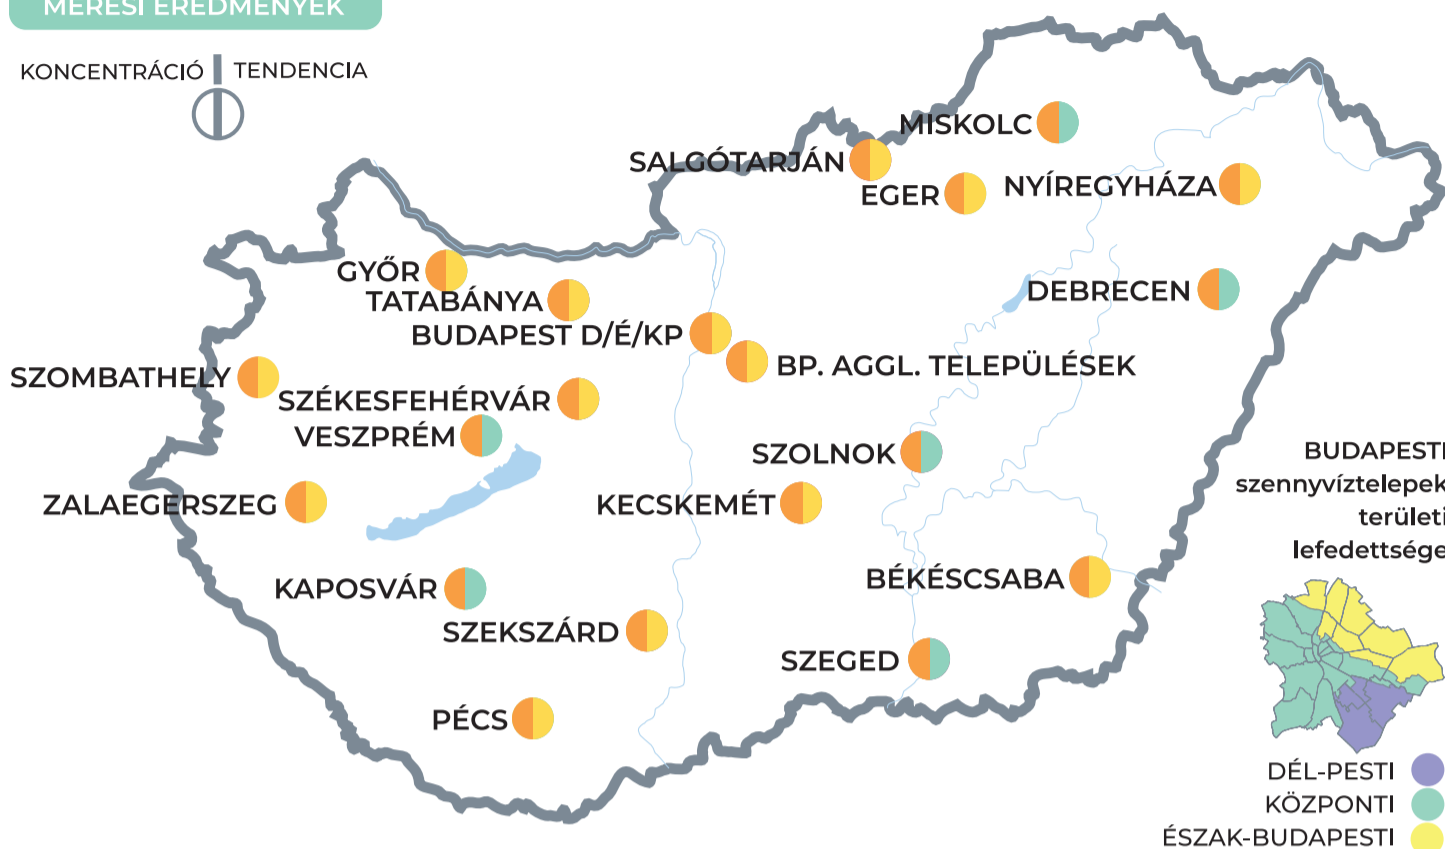 MÉRÉSI EREDMÉNYEK
KONCENTRÁCIÓ TENDENCIA
MISKOLC
SALGÓTARJÁN
EGER
NYÍREGYHÁZA
GYŐR
TATABÁNYA
DEBRECEN
BUDAPEST D/É/KP
BP. AGGL. TELEPÜLÉSEK
SZOMBATHELY
SZÉKESFEHÉRVÁR
VESZPRÉM
SZOLNOK
ZALAEGERSZEG
KECSKEMÉT
KAPOSVÁR
BÉKÉSCSABA
SZEKSZÁRD
SZEGED
PÉCS
BUDAPESTI
szennyvíztelepek
területi
lefedettsége
DÉL-PESTI
KÖZPONTI
ÉSZAK-BUDAPESTI